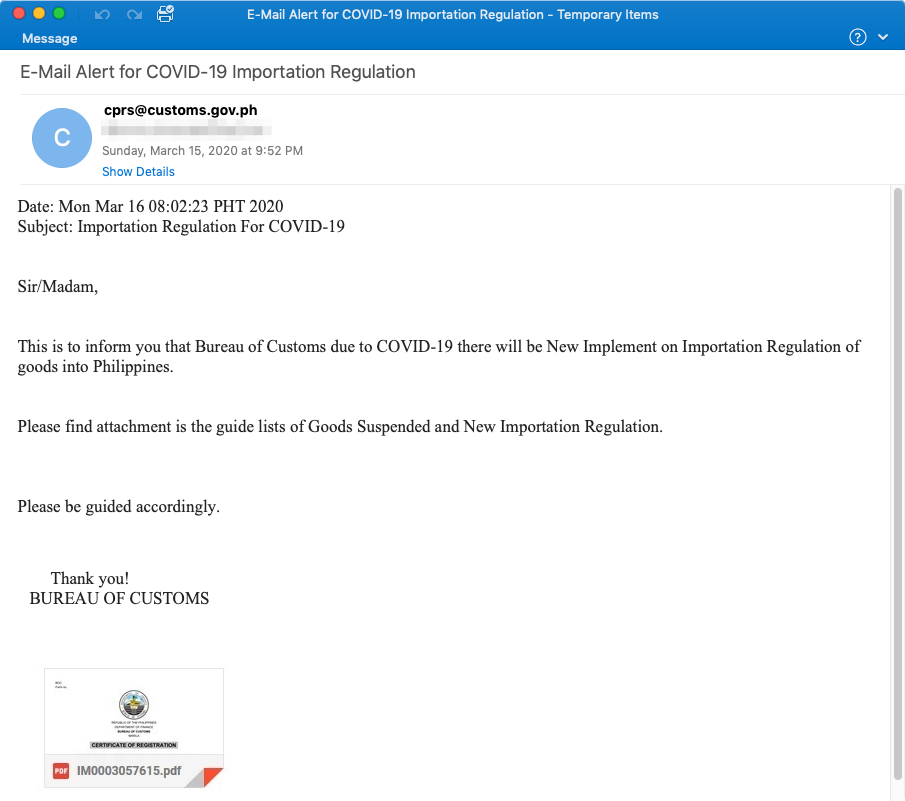 E-Mail Alert for COVID-19 Importation Regulation - Temporary Items
Message
?
E-Mail Alert for COVID-19 Importation Regulation
C
cprs@customs.gov.ph
Sunday, March 15, 2020 at 9:52 PM
Show Details
Date: Mon Mar 16 08:02:23 PHT 2020
Subject: Importation Regulation For COVID-19
Sir/Madam,
This is to inform you that Bureau of Customs due to COVID-19 there will be New Implement on Importation Regulation of
goods into Philippines.
Please find attachment is the guide lists of Goods Suspended and New Importation Regulation.
Please be guided accordingly.
Thank you!
BUREAU OF CUSTOMS
REPUBLIC OF THE PHILIPPINES
DEPARTMENT OF FINANCE
BUREAU OF CUSTOMS
MANILA
CERTIFICATE OF REGISTRATION
PDF
IM0003057615.pdf